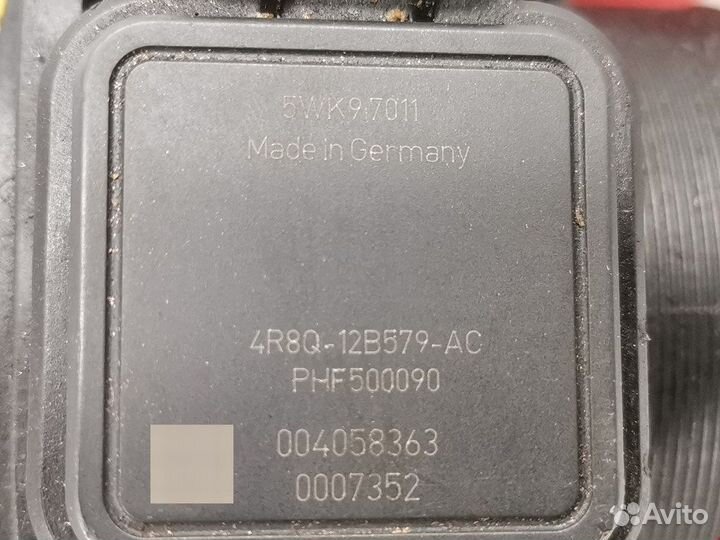 5WK97011
Made in Germany
4R8Q-12B579-AC
PHF500090
004058363
0007352
Avito